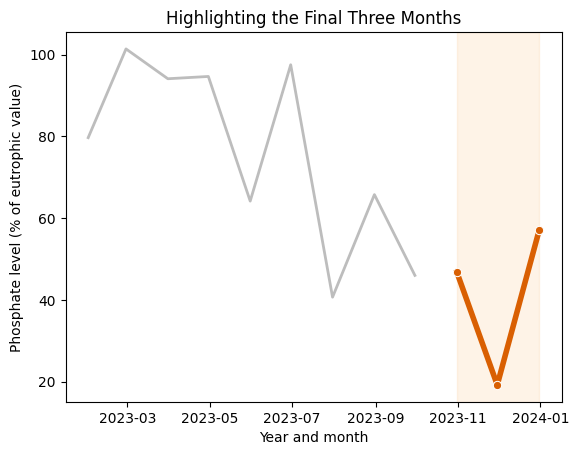 Highlighting the Final Three Months
Phosphate level (% of eutrophic value)
100
80
60
40
20
2023-03 2023-05 2023-07 2023-09 2023-11 2024-01
Year and month